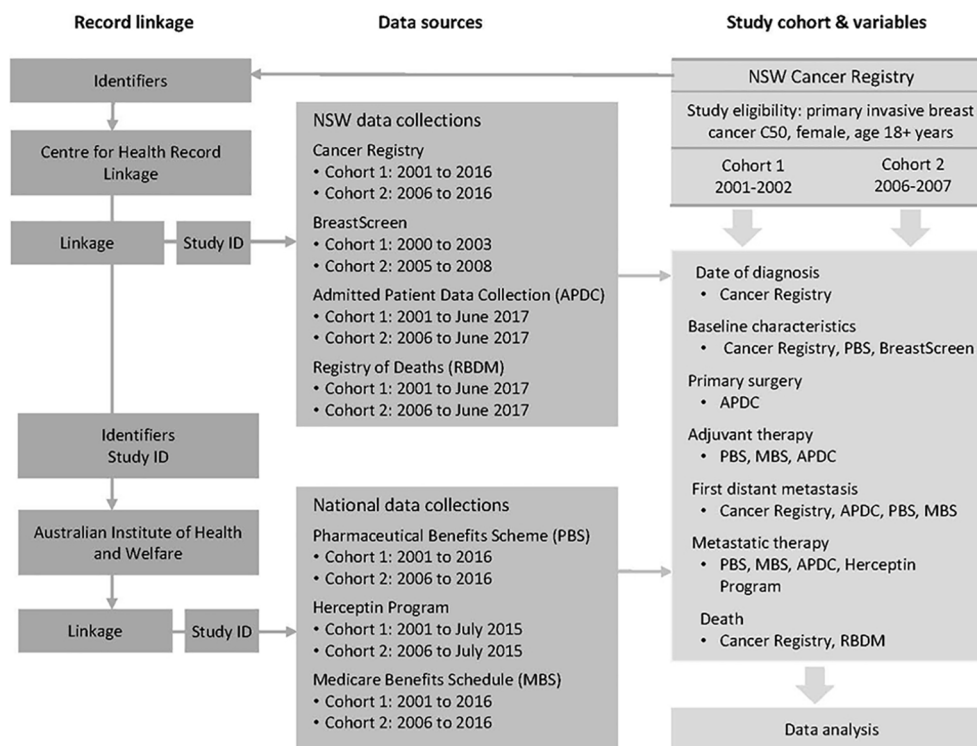 Record linkage
Data sources
Study cohort & variables
Identifiers
Centre for Health Record
Linkage
Linkage
Study ID
Identifiers
Study ID
Australian Institute of Health
and Welfare
Linkage
Study ID
NSW data collections
Cancer Registry
• Cohort 1: 2001 to 2016
• Cohort 2: 2006 to 2016
BreastScreen
• Cohort 1: 2000 to 2003
• Cohort 2: 2005 to 2008
Admitted Patient Data Collection (APDC)
• Cohort 1: 2001 to June 2017
• Cohort 2: 2006 to June 2017
Registry of Deaths (RBDM)
• Cohort 1: 2001 to June 2017
• Cohort 2: 2006 to June 2017
National data collections
Pharmaceutical Benefits Scheme (PBS)
• Cohort 1: 2001 to 2016
• Cohort 2: 2006 to 2016
Herceptin Program
• Cohort 1: 2001 to July 2015
• Cohort 2: 2006 to July 2015
Medicare Benefits Schedule (MBS)
• Cohort 1: 2001 to 2016
• Cohort 2: 2006 to 2016
NSW Cancer Registry
Study eligibility: primary invasive breast
cancer C50, female, age 18+ years
Cohort 1
2001-2002
Cohort 2
2006-2007
Date of diagnosis
• Cancer Registry
Baseline characteristics
• Cancer Registry, PBS, BreastScreen
Primary surgery
• APDC
Adjuvant therapy
• PBS, MBS, APDC
First distant metastasis
• Cancer Registry, APDC, PBS, MBS
Metastatic therapy
• PBS, MBS, APDC, Herceptin
Program
Death
• Cancer Registry, RBDM
Data analysis